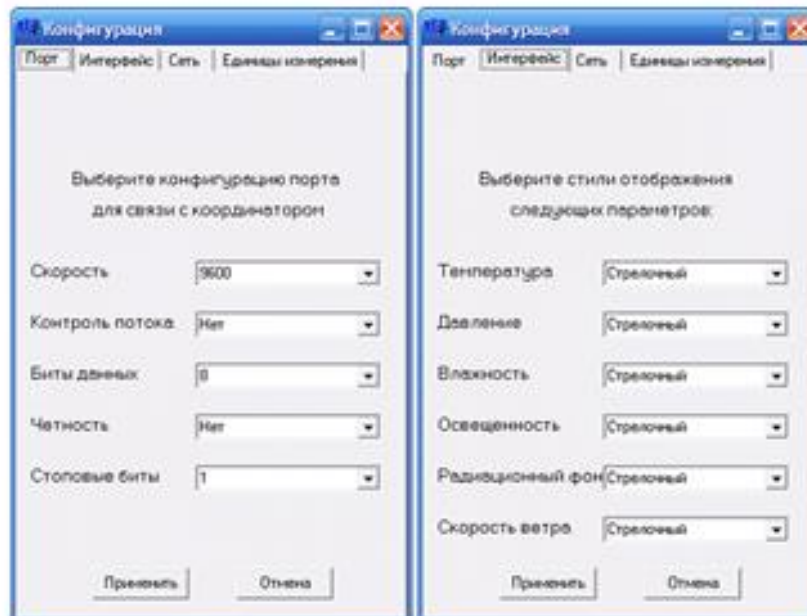 Конфигурация
Порт Интерфейс Сеть Единицы измерения
Выберите конфигурацию порта
для связи с координатором
Скорость 9600
Контроль потока Нет
Биты данных 8
Четность Нет
Стоповые биты 1
Применить Отмена
Конфигурация
Порт Интерфейс Сеть Единицы измерения
Выберите стили отображения
следующих параметров:
Температура Стрелочный
Давление Стрелочный
Влажность Стрелочный
Освещенность Стрелочный
Радиационный фон Стрелочный
Скорость ветра Стрелочный
Применить Отмена